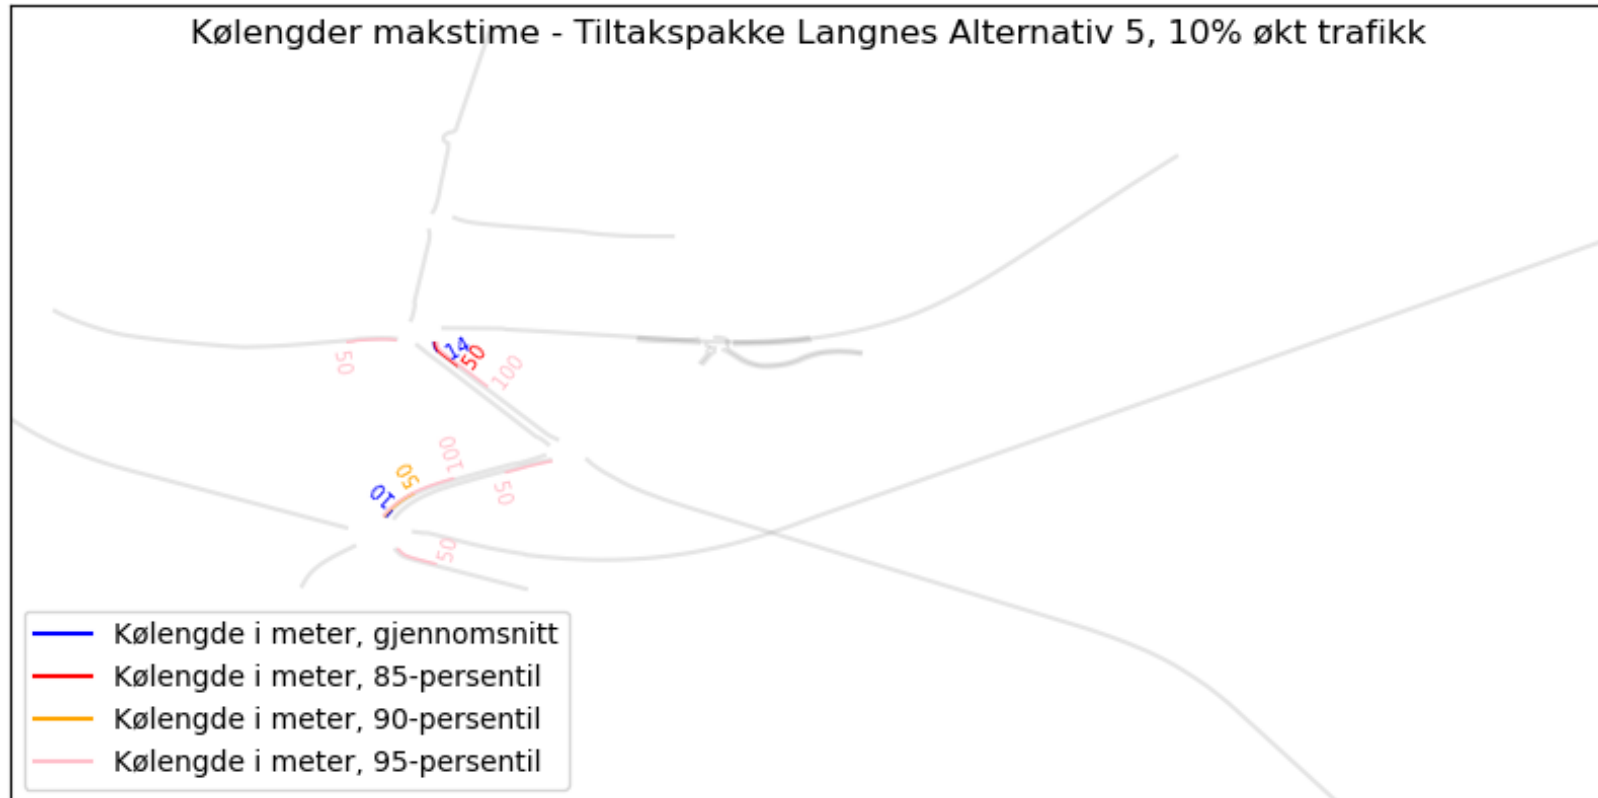 Kølengder makstime - Tiltakspakke Langnes Alternativ 5, 10% økt trafikk
50
14
50
100
100
50
10
50
50
Kølengde i meter, gjennomsnitt
Kølengde i meter, 85-persentil
Kølengde i meter, 90-persentil
Kølengde i meter, 95-persentil